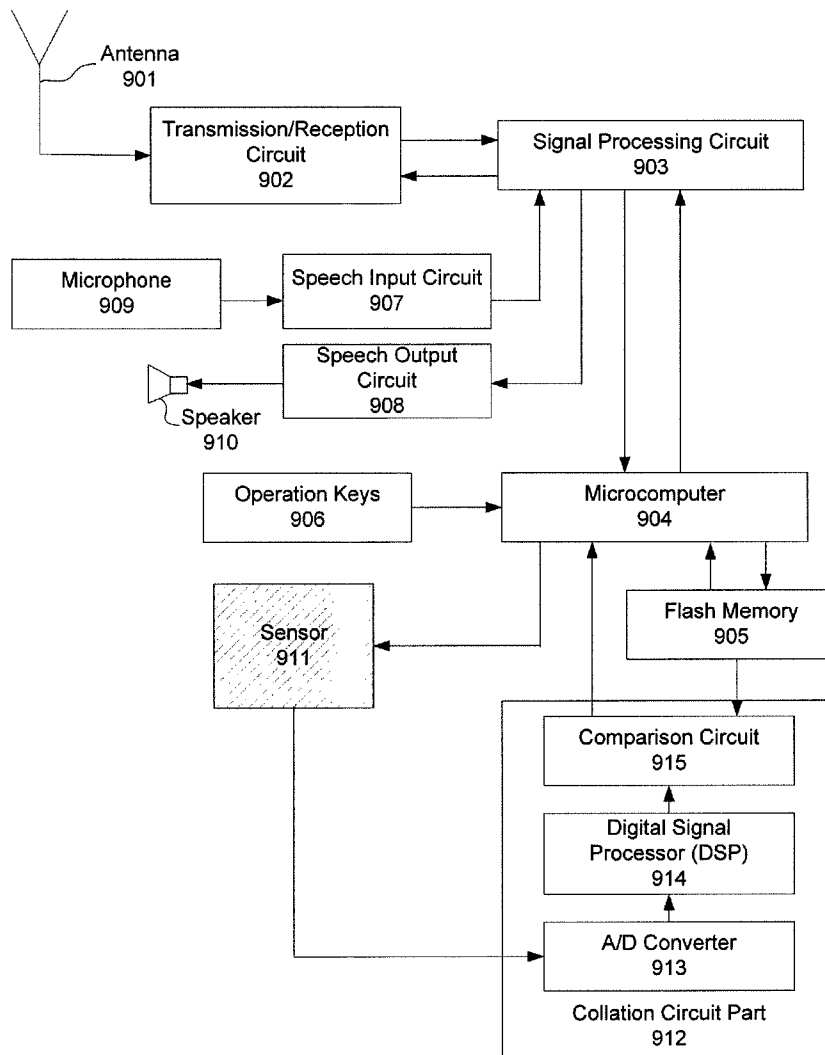 Antenna
901
Transmission/Reception
Circuit
902
Signal Processing Circuit
903
Microphone
909
Speech Input Circuit
907
Speech Output
Circuit
908
Speaker
910
Operation Keys
906
Microcomputer
904
Sensor
911
Flash Memory
905
Comparison Circuit
915
Digital Signal
Processor (DSP)
914
A/D Converter
913
Collation Circuit Part
912